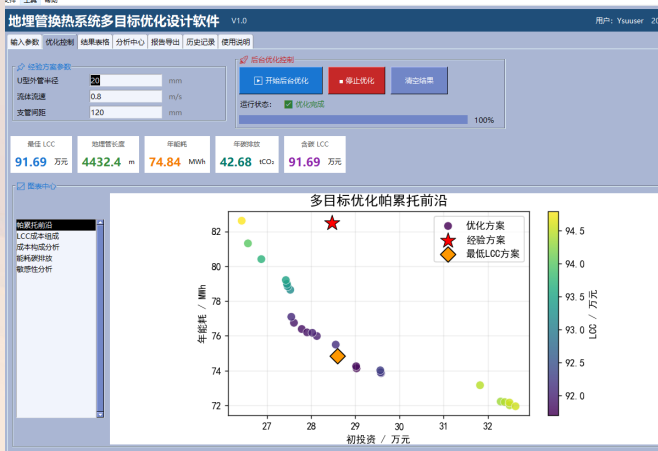 工具 帮助
地埋管换热系统多目标优化设计软件 V1.0
用户: Ysuuser 20
输入参数 优化控制 结果表格 分析中心 报告导出 历史记录 使用说明
经验方案参数
U型外管半径 20 mm
流体流速 0.8 m/s
支管间距 120 mm
后台优化控制
开始后台优化 停止优化 清空结果
运行状态: 优化完成
100%
最佳 LCC
91.69 万元
地埋管长度
4432.4 m
年能耗
74.84 MWh
年碳排放
42.68 tCO₂
含碳 LCC
91.69 万元
图表中心
帕累托前沿
LCC成本组成
成本构成分析
能耗碳排放
敏感性分析
多目标优化帕累托前沿
优化方案
经验方案
最低LCC方案
年能耗 / MWh
82
80
78
76
74
72
27 28 29 30 31 32
初投资 / 万元
94.5
94.0
93.5
93.0
92.5
92.0
LCC / 万元